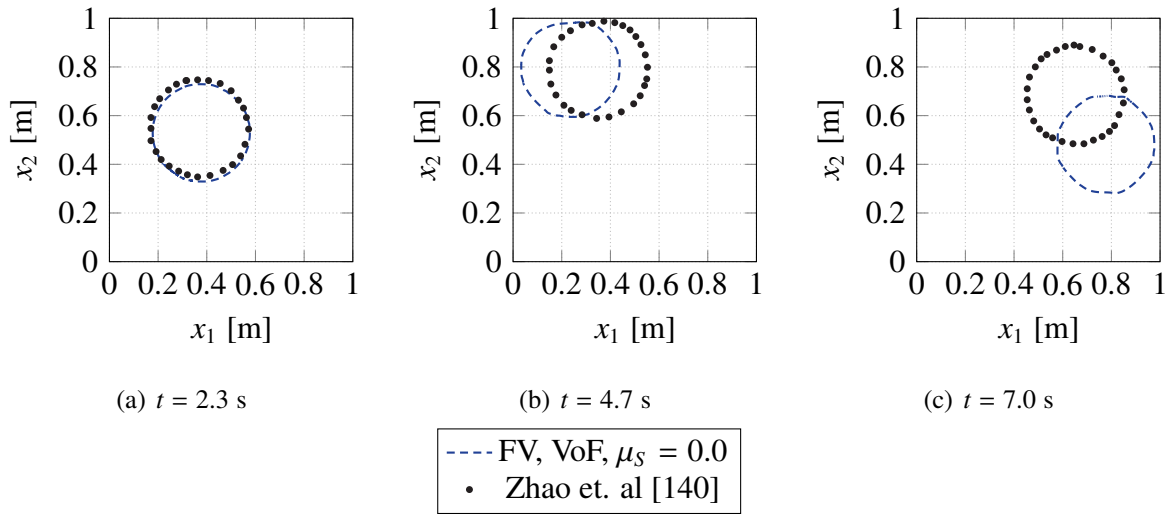 1
0.8
0.6
0.4
0.2
0
0 0.2 0.4 0.6 0.8 1
x₂ [m]
x₁ [m]
(a) t = 2.3 s
1
0.8
0.6
0.4
0.2
0
0 0.2 0.4 0.6 0.8 1
x₂ [m]
x₁ [m]
(b) t = 4.7 s
1
0.8
0.6
0.4
0.2
0
0 0.2 0.4 0.6 0.8 1
x₂ [m]
x₁ [m]
(c) t = 7.0 s
FV, VoF, μ_S = 0.0
Zhao et. al [140]